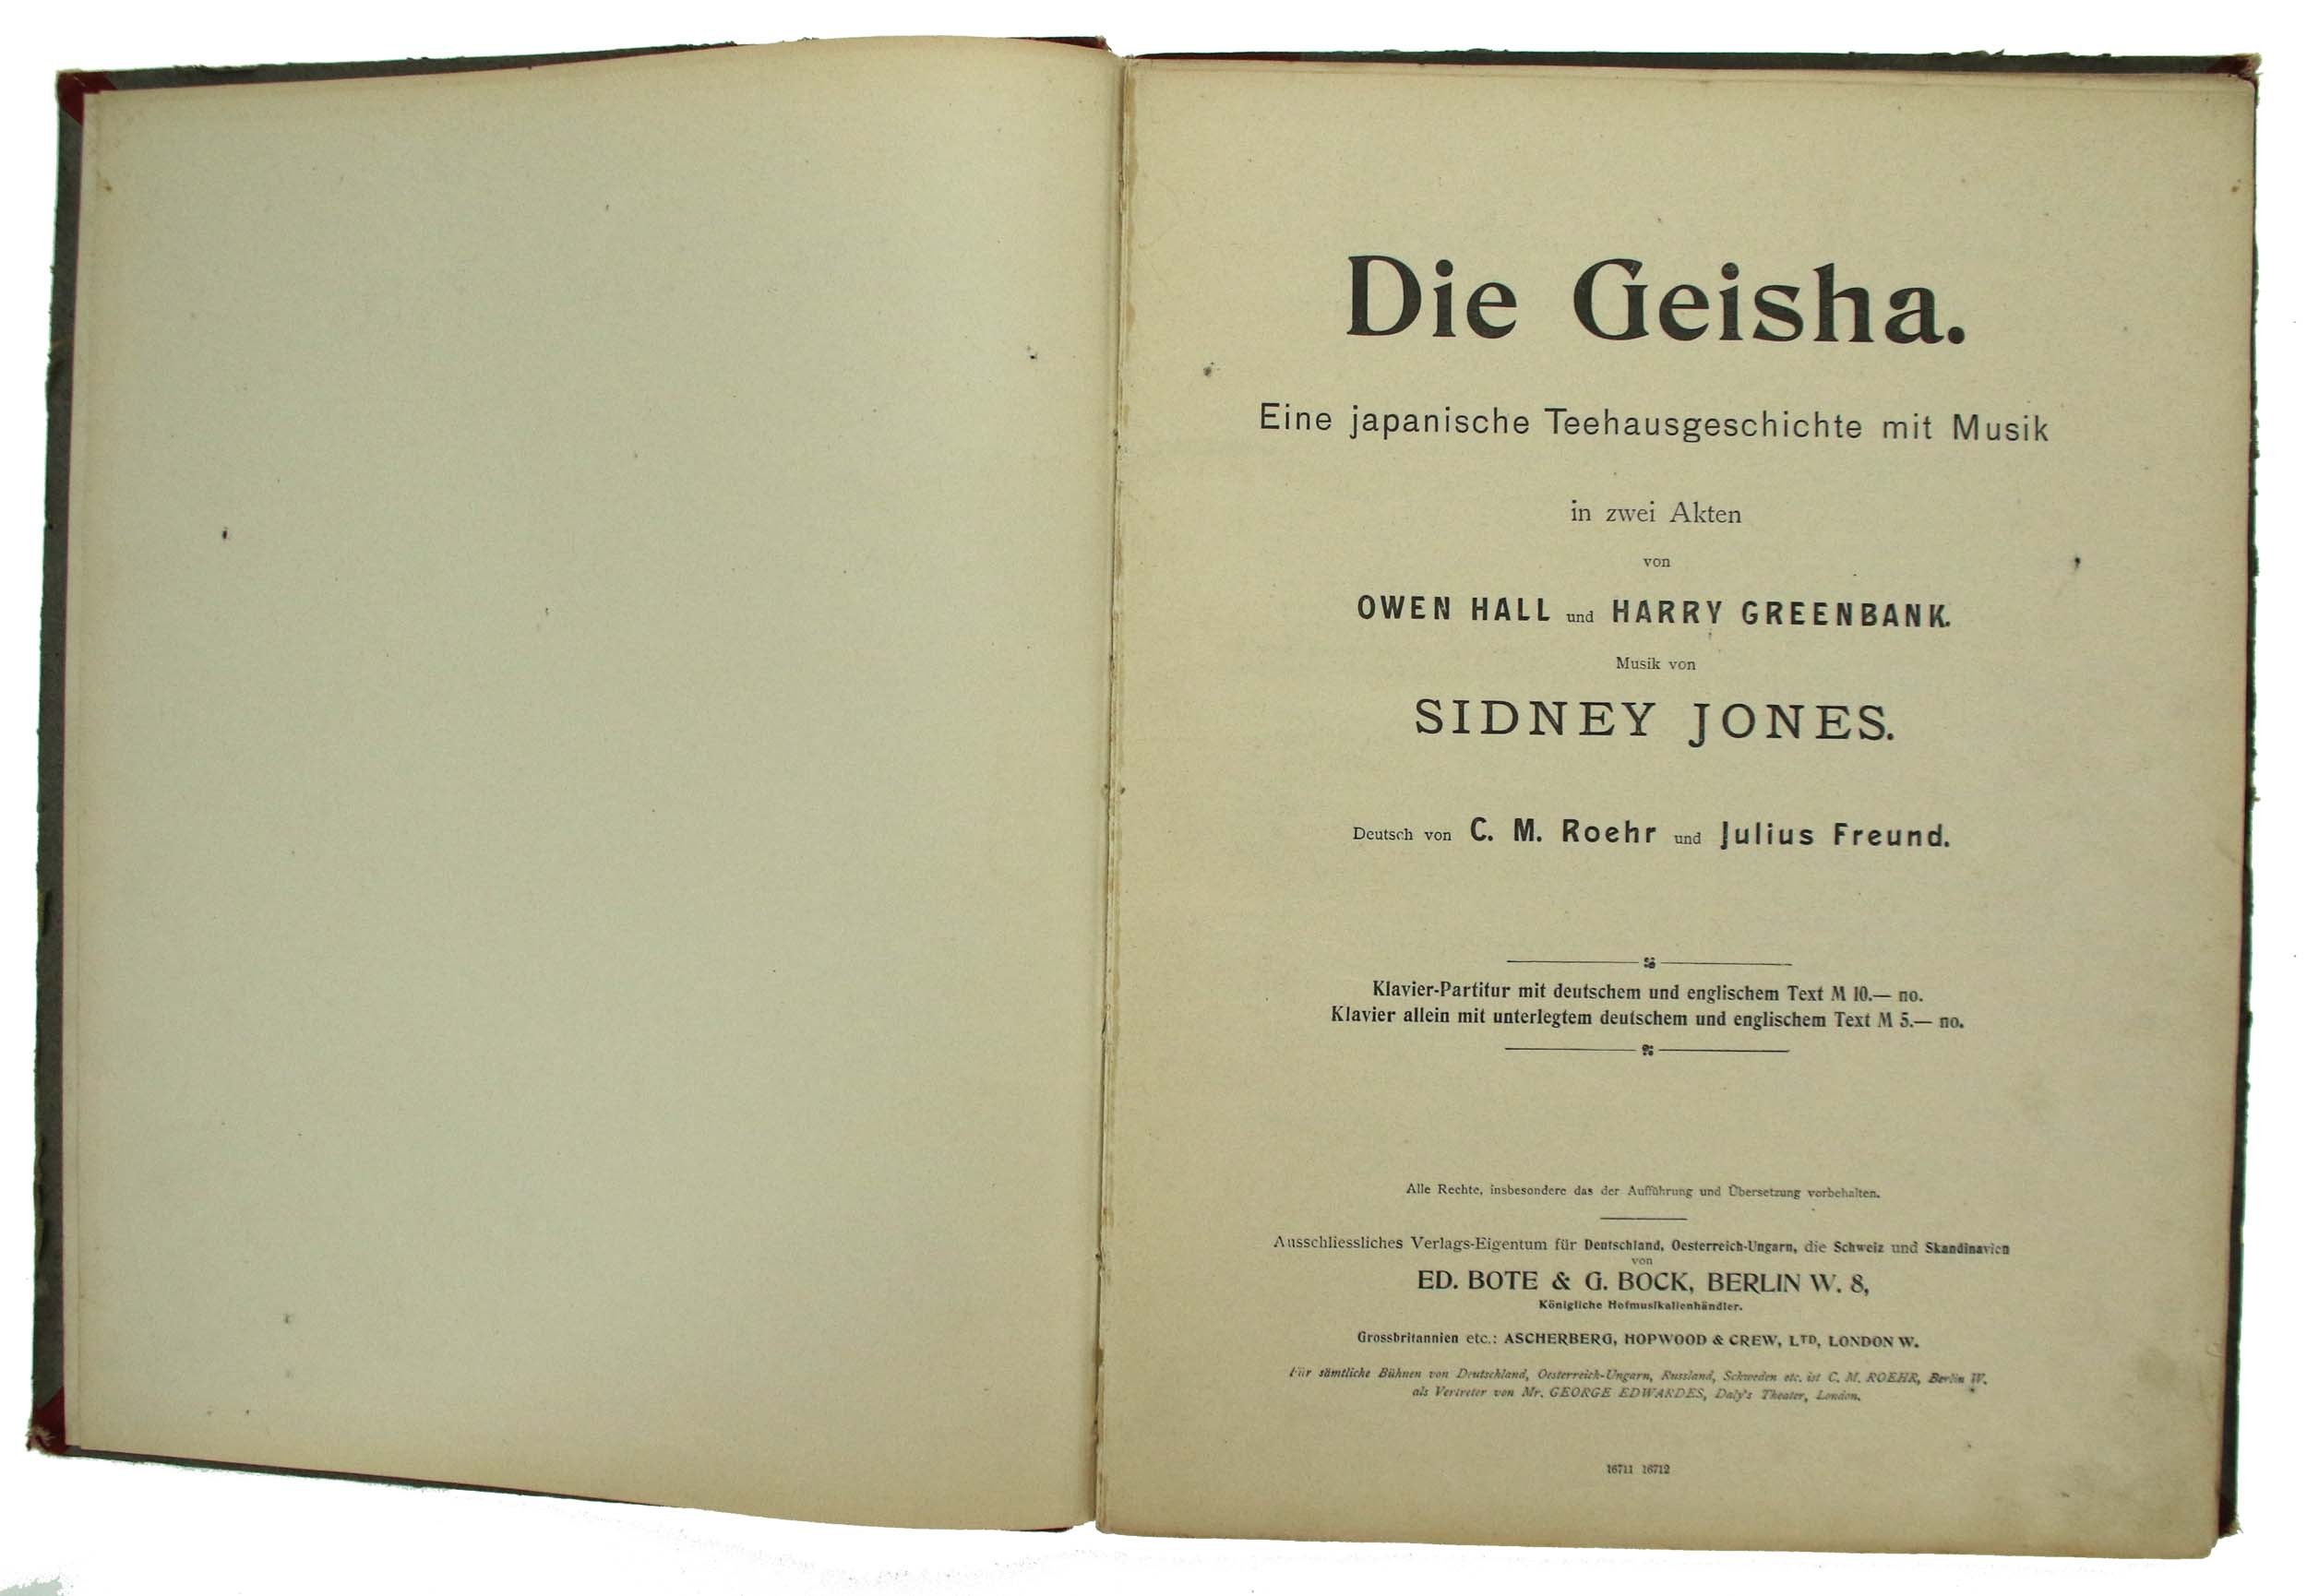 Die Geisha.
Eine japanische Teehausgeschichte mit Musik
in zwei Akten
von
OWEN HALL und HARRY GREENBANK.
Musik von
SIDNEY JONES.
Deutsch von C. M. Roehr und Julius Freund.
Klavier-Partitur mit deutschem und englischem Text M 10.— no.
Klavier allein mit unterlegtem deutschem und englischem Text M 5.— no.
Alle Rechte, insbesondere das der Aufführung und Übersetzung vorbehalten.
Ausschliessliches Verlags-Eigentum für Deutschland, Oesterreich-Ungarn, die Schweiz und Skandinavien
von
ED. BOTE & G. BOCK, BERLIN W. 8,
Königliche Hofmusikalienhändler.
Grossbritannien etc.: ASCHERBERG, HOPWOOD & CREW, LTD, LONDON W.
Für sämtliche Bühnen von Deutschland, Oesterreich-Ungarn, Russland, Schweden etc. ist C. M. ROEHR, Berlin W.
als Vertreter von Mr. GEORGE EDWARDES, Daly's Theater, London.
16711 16712